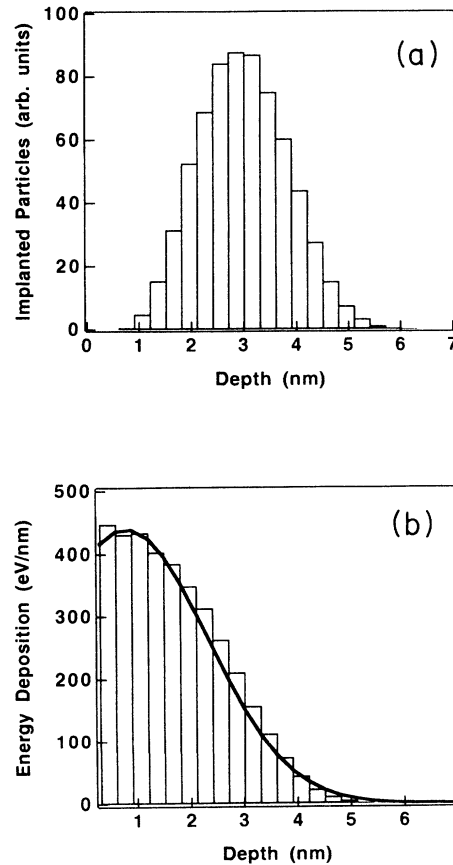 (a)
Implanted Particles (arb. units)
100
80
60
40
20
0
0 1 2 3 4 5 6 7
Depth (nm)
(b)
Energy Deposition (eV/nm)
500
400
300
200
100
0
1 2 3 4 5 6
Depth (nm)